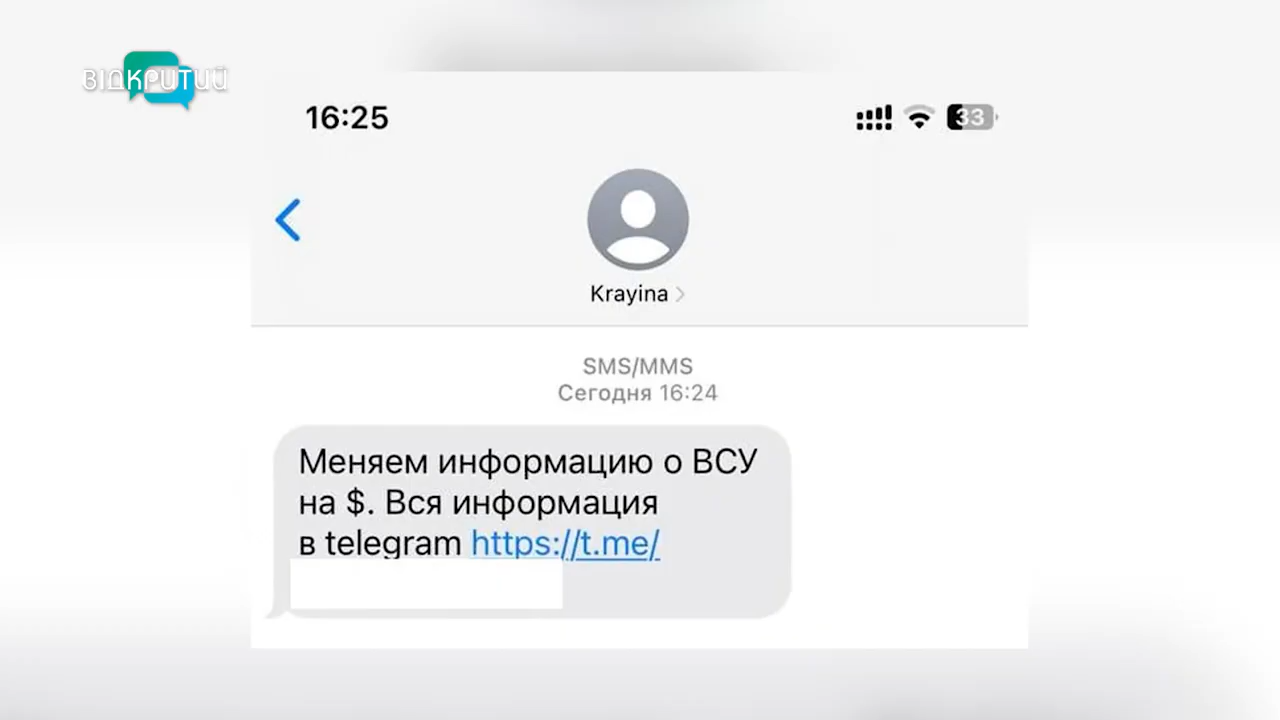 ВІДКРИТИЙ
16:25
33
Krayina
SMS/MMS
Сегодня 16:24
Меняем информацию о ВСУ
на $. Вся информация
в telegram https://t.me/